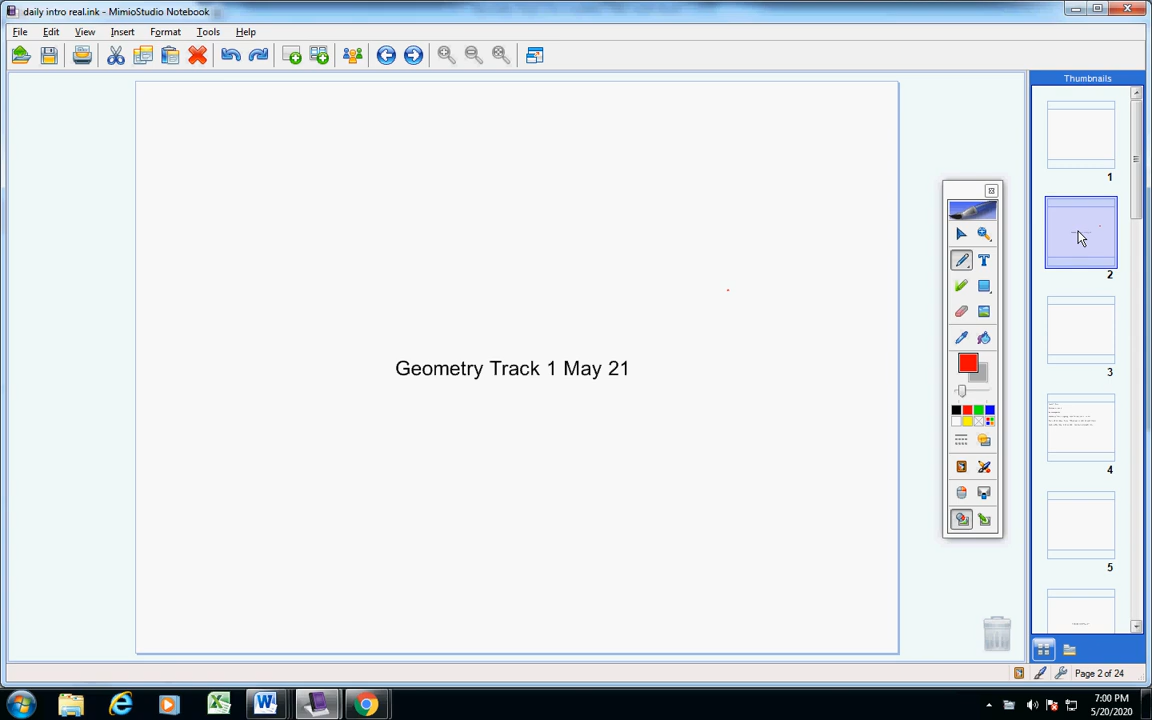 daily intro real.ink - MimioStudio Notebook
File Edit View Insert Format Tools Help
Thumbnails
1
2
Geometry Track 1 May 21
3
4
5
Page 2 of 24
7:00 PM
5/20/2020